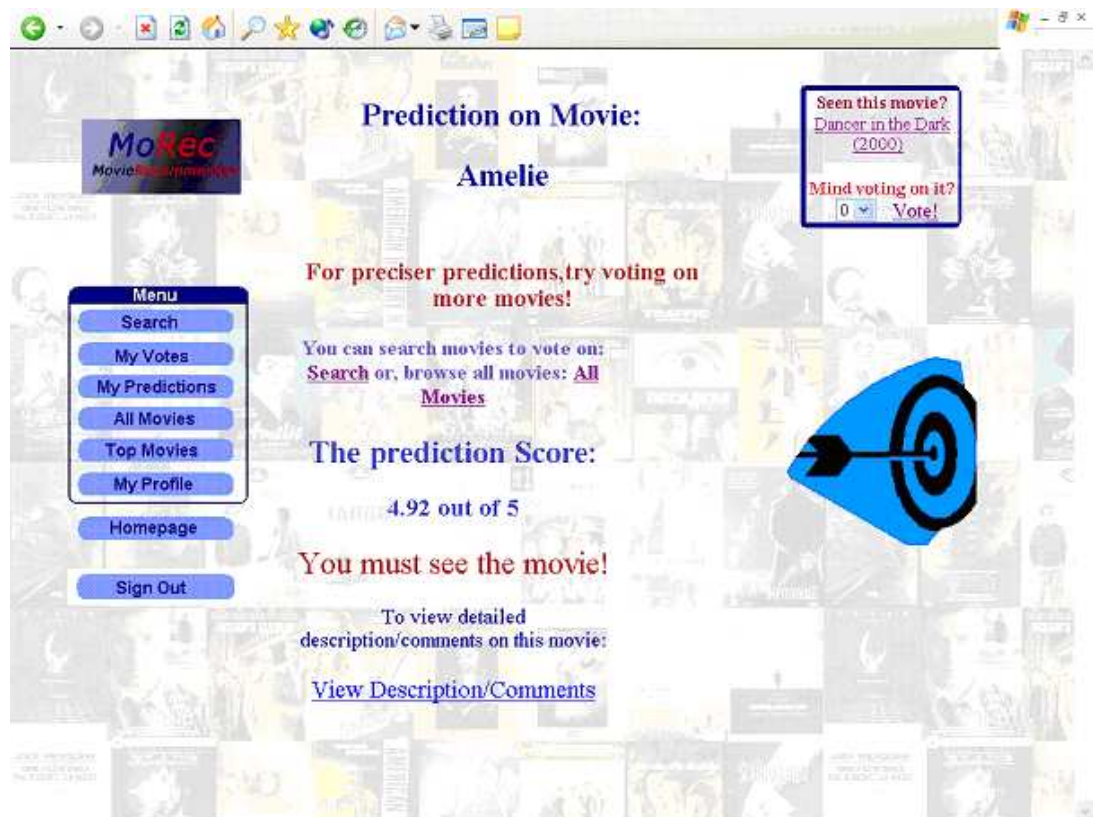 Prediction on Movie:
Amelie
Seen this movie?
Dancer in the Dark
(2000)
Mind voting on it?
0 Vote!
MoRec
For preciser predictions,try voting on
more movies!
Menu
Search
My Votes
My Predictions
All Movies
Top Movies
My Profile
Homepage
Sign Out
You can search movies to vote on:
Search or, browse all movies: All
Movies
The prediction Score:
4.92 out of 5
You must see the movie!
To view detailed
description/comments on this movie:
View Description/Comments